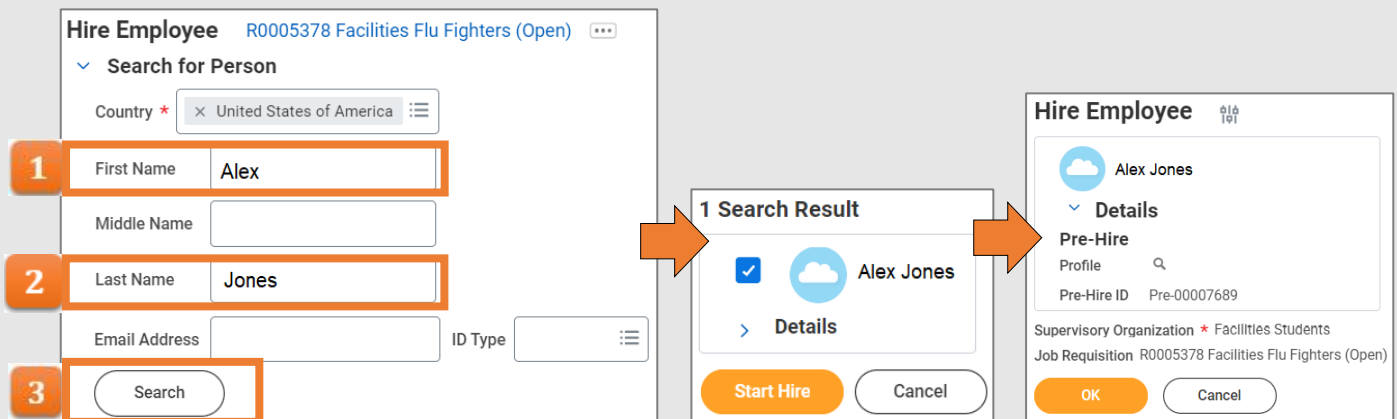 Hire Employee R0005378 Facilities Flu Fighters (Open)
Search for Person
Country * × United States of America
1 First Name Alex
Middle Name
2 Last Name Jones
Email Address ID Type
3 Search
1 Search Result
Alex Jones
Details
Start Hire Cancel
Hire Employee
Alex Jones
Details
Pre-Hire
Profile
Pre-Hire ID Pre-00007689
Supervisory Organization * Facilities Students
Job Requisition R0005378 Facilities Flu Fighters (Open)
OK Cancel